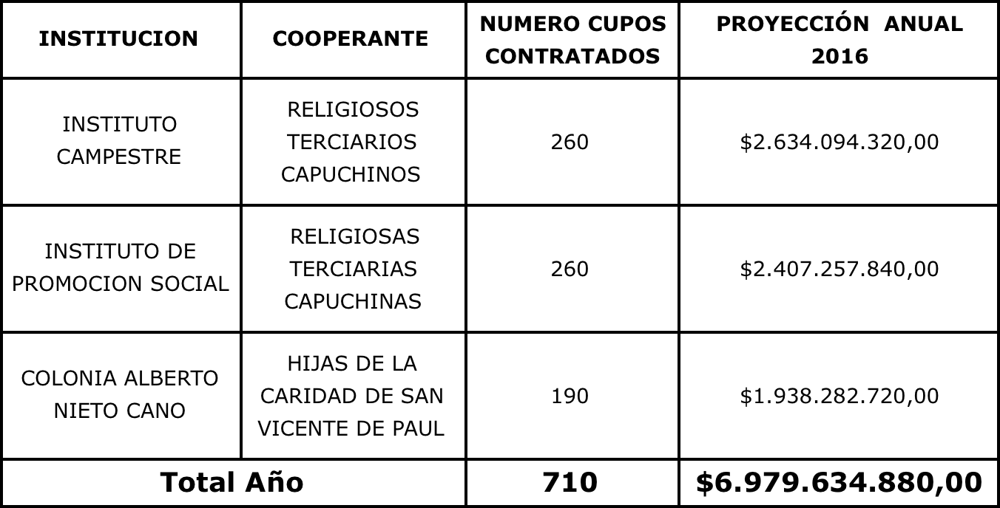 INSTITUCION
COOPERANTE
NUMERO CUPOS
CONTRATADOS
PROYECCIÓN ANUAL
2016
INSTITUTO
CAMPESTRE
RELIGIOSOS
TERCIARIOS
CAPUCHINOS
260
$2.634.094.320,00
INSTITUTO DE
PROMOCION SOCIAL
RELIGIOSAS
TERCIARIAS
CAPUCHINAS
260
$2.407.257.840,00
COLONIA ALBERTO
NIETO CANO
HIJAS DE LA
CARIDAD DE SAN
VICENTE DE PAUL
190
$1.938.282.720,00
Total Año
710
$6.979.634.880,00